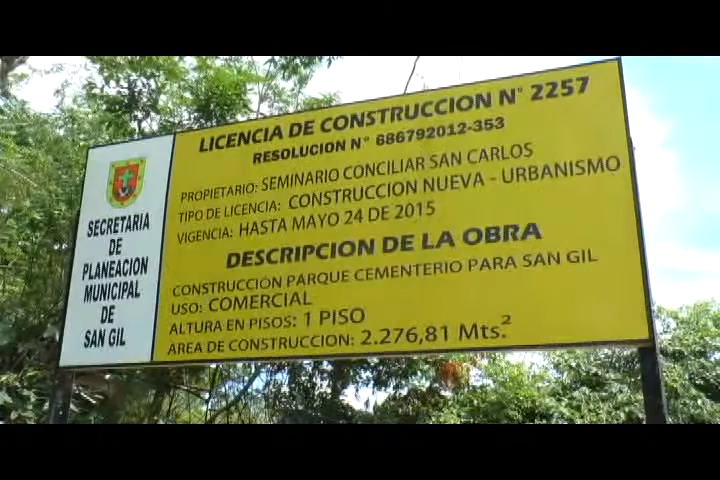 SECRETARIA
DE
PLANEACION
MUNICIPAL
DE
SAN GIL
LICENCIA DE CONSTRUCCION N° 2257
RESOLUCION N° 686792012-353
PROPIETARIO: SEMINARIO CONCILIAR SAN CARLOS
TIPO DE LICENCIA: CONSTRUCCION NUEVA - URBANISMO
VIGENCIA: HASTA MAYO 24 DE 2015
DESCRIPCION DE LA OBRA
CONSTRUCCIÓN PARQUE CEMENTERIO PARA SAN GIL
USO: COMERCIAL
ALTURA EN PISOS: 1 PISO
AREA DE CONSTRUCCION: 2.276,81 Mts.²